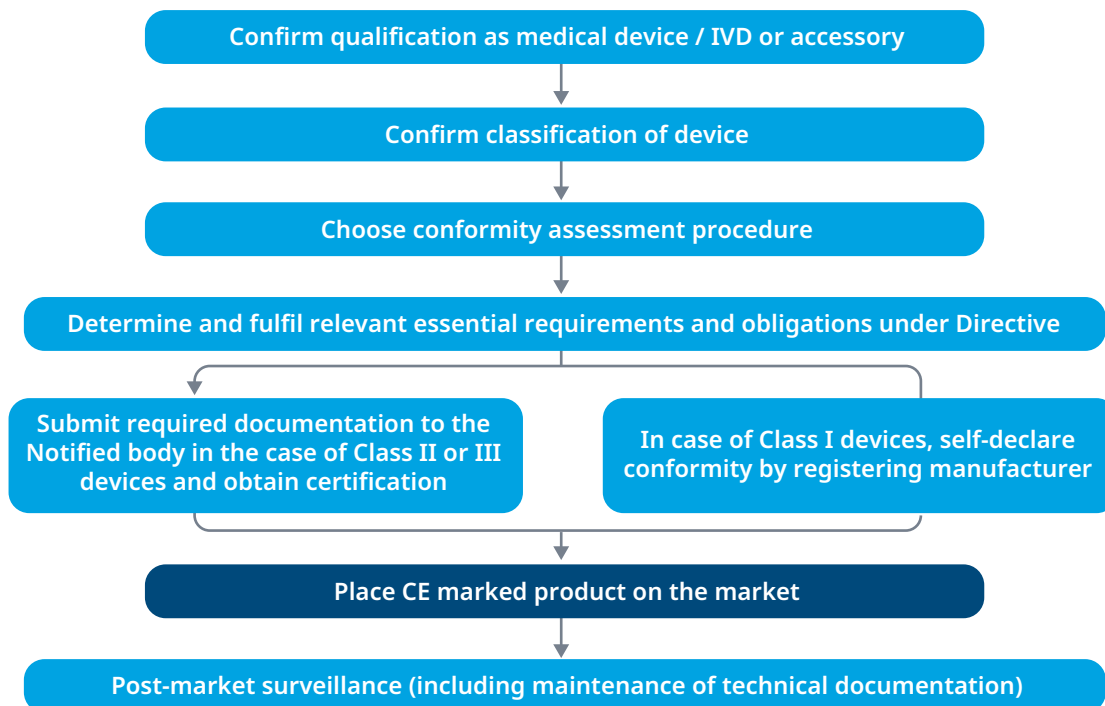 Confirm qualification as medical device / IVD or accessory
Confirm classification of device
Choose conformity assessment procedure
Determine and fulfil relevant essential requirements and obligations under Directive
Submit required documentation to the
Notified body in the case of Class II or III
devices and obtain certification
In case of Class I devices, self-declare
conformity by registering manufacturer
Place CE marked product on the market
Post-market surveillance (including maintenance of technical documentation)